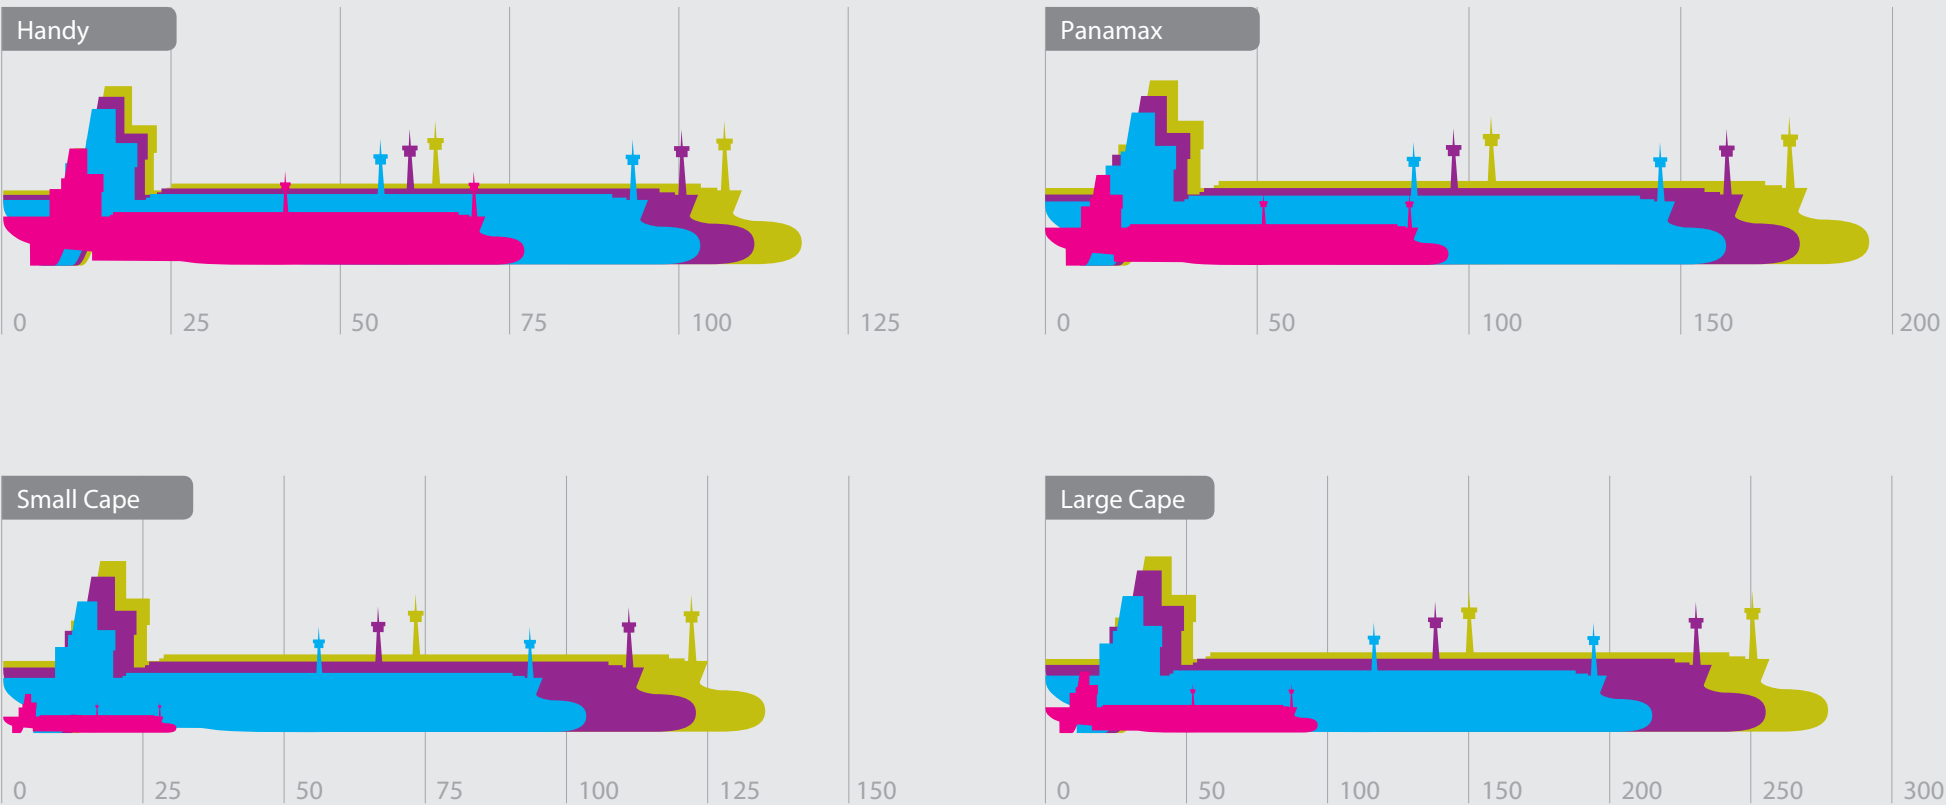 Handy
0 25 50 75 100 125
Panamax
0 50 100 150 200
Small Cape
0 25 50 75 100 125 150
Large Cape
0 50 100 150 200 250 300